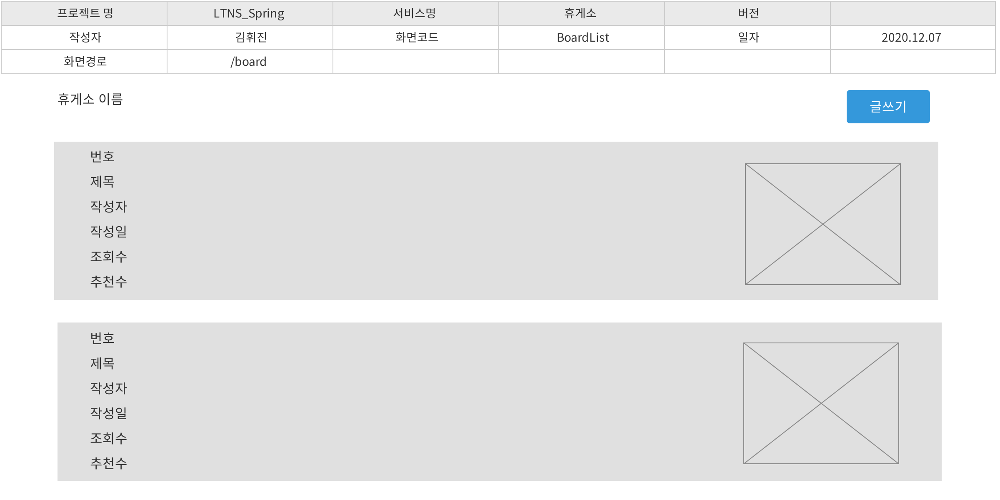 프로젝트 명 LTNS_Spring 서비스명 휴게소 버전
작성자 김휘진 화면코드 BoardList 일자 2020.12.07
화면경로 /board
휴게소 이름
글쓰기
번호
제목
작성자
작성일
조회수
추천수
번호
제목
작성자
작성일
조회수
추천수